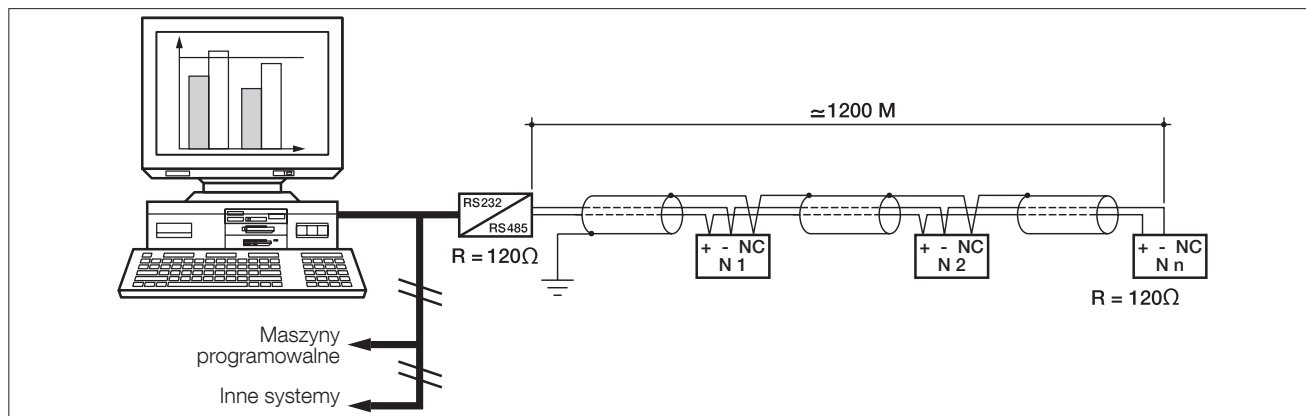 ≃1200 M
RS232
RS485
R = 120Ω
+ - NC
N 1
+ - NC
N 2
+ - NC
N n
R = 120Ω
Maszyny
programowalne
Inne systemy